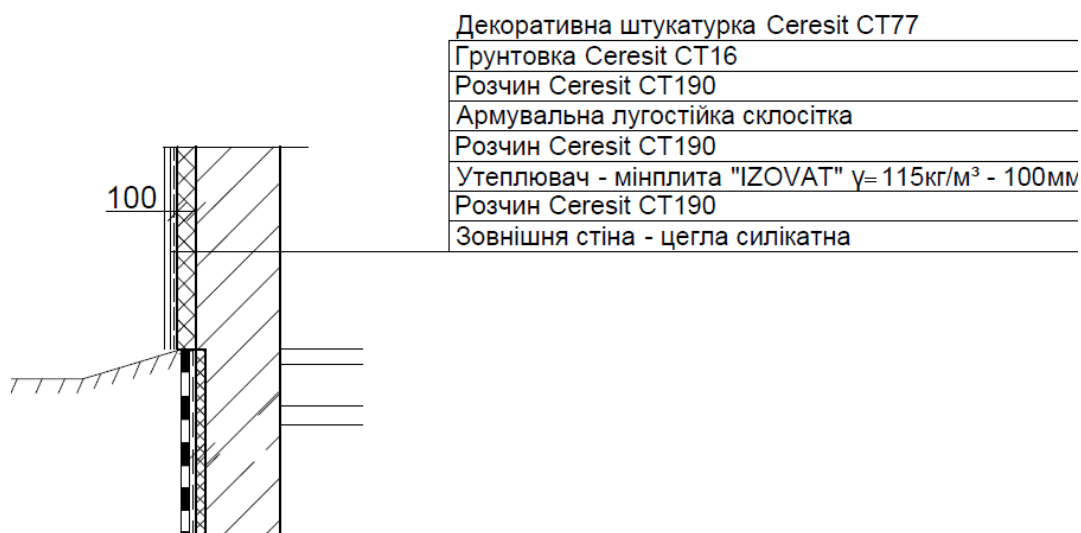 Декоративна штукатурка Ceresit CT77
Грунтовка Ceresit CT16
Розчин Ceresit CT190
Армувальна лугостійка склосітка
Розчин Ceresit CT190
Утеплювач - мінплита "IZOVAT" γ= 115кг/м³ - 100мм
Розчин Ceresit CT190
Зовнішня стіна - цегла силікатна
100